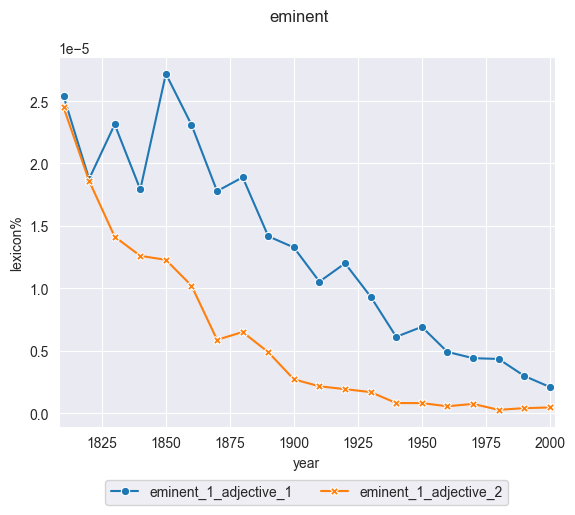 eminent
1e−5
2.5
2.0
1.5
1.0
0.5
0.0
lexicon%
1825 1850 1875 1900 1925 1950 1975 2000
year
eminent_1_adjective_1 eminent_1_adjective_2